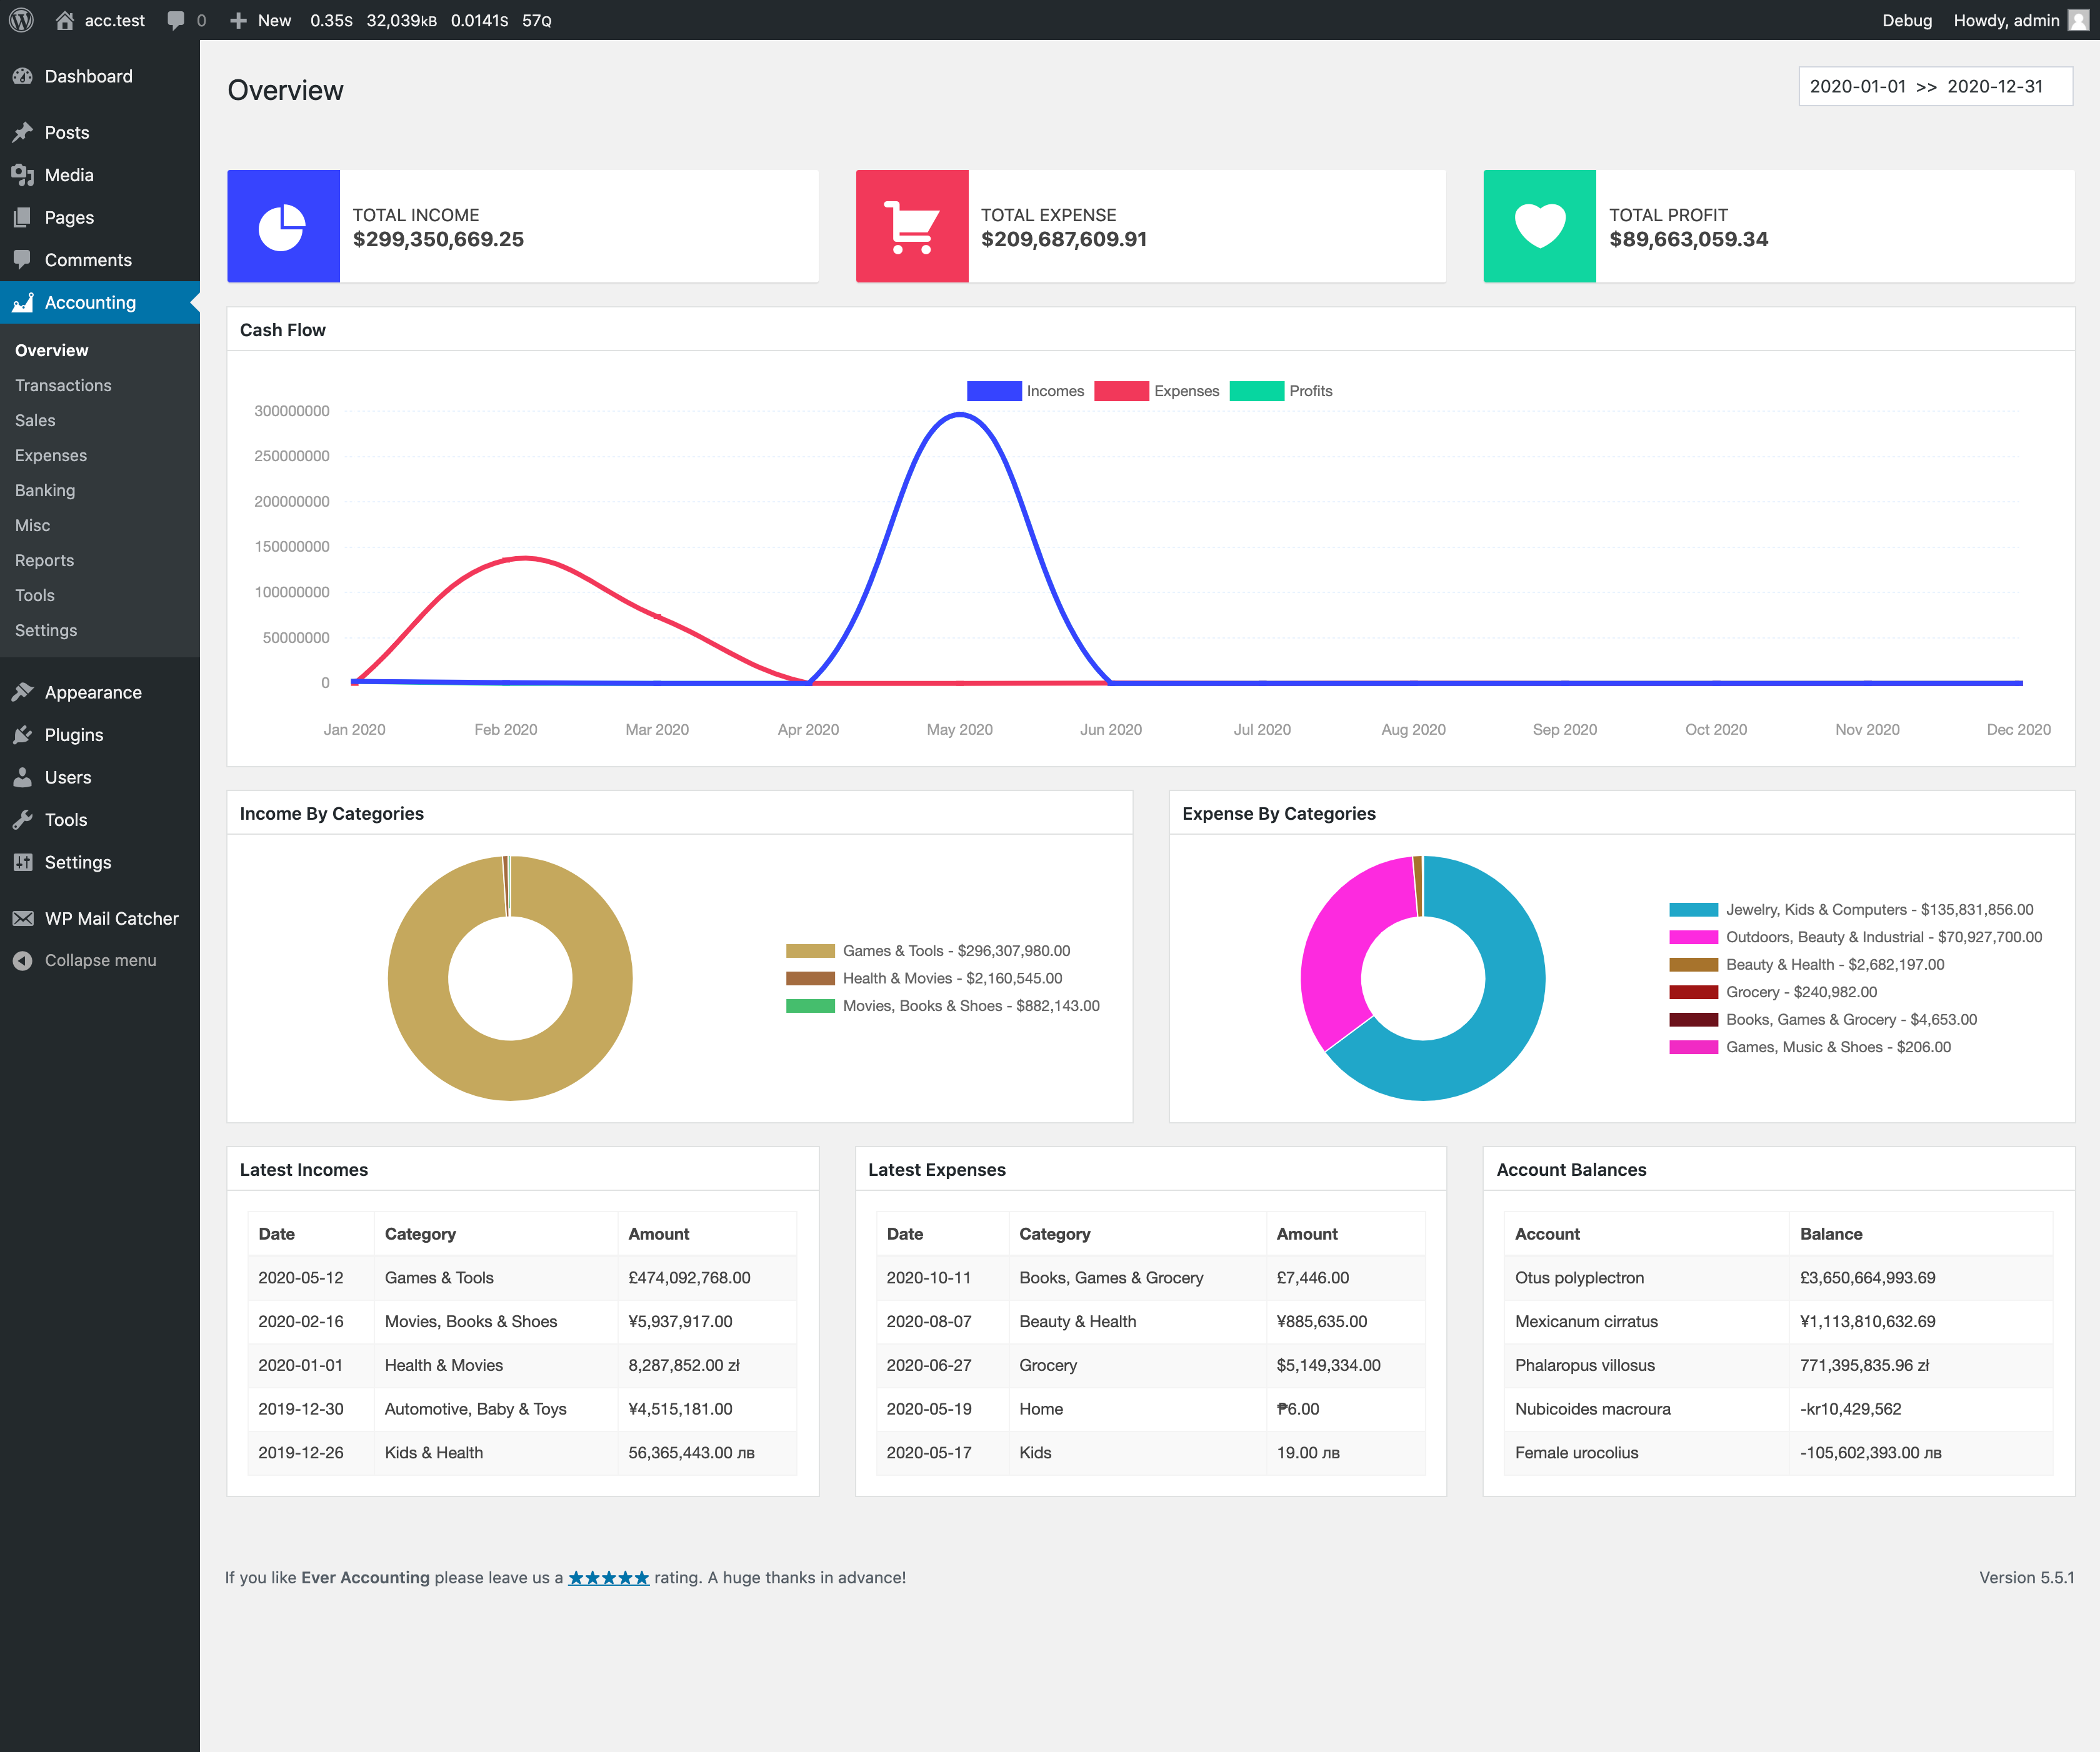 acc.test 0 New 0.35S 32,039KB 0.0141S 57Q Debug Howdy, admin
Dashboard
Posts
Media
Pages
Comments
Accounting
Overview
Transactions
Sales
Expenses
Banking
Misc
Reports
Tools
Settings
Appearance
Plugins
Users
Tools
Settings
WP Mail Catcher
Collapse menu
Overview
2020-01-01 >> 2020-12-31
TOTAL INCOME
$299,350,669.25
TOTAL EXPENSE
$209,687,609.91
TOTAL PROFIT
$89,663,059.34
Cash Flow
Incomes Expenses Profits
300000000
250000000
200000000
150000000
100000000
50000000
0
Jan 2020 Feb 2020 Mar 2020 Apr 2020 May 2020 Jun 2020 Jul 2020 Aug 2020 Sep 2020 Oct 2020 Nov 2020 Dec 2020
Income By Categories
Games & Tools - $296,307,980.00
Health & Movies - $2,160,545.00
Movies, Books & Shoes - $882,143.00
Expense By Categories
Jewelry, Kids & Computers - $135,831,856.00
Outdoors, Beauty & Industrial - $70,927,700.00
Beauty & Health - $2,682,197.00
Grocery - $240,982.00
Books, Games & Grocery - $4,653.00
Games, Music & Shoes - $206.00
Latest Incomes
Date Category Amount
2020-05-12 Games & Tools £474,092,768.00
2020-02-16 Movies, Books & Shoes ¥5,937,917.00
2020-01-01 Health & Movies 8,287,852.00 zł
2019-12-30 Automotive, Baby & Toys ¥4,515,181.00
2019-12-26 Kids & Health 56,365,443.00 лв
Latest Expenses
Date Category Amount
2020-10-11 Books, Games & Grocery £7,446.00
2020-08-07 Beauty & Health ¥885,635.00
2020-06-27 Grocery $5,149,334.00
2020-05-19 Home ₱6.00
2020-05-17 Kids 19.00 лв
Account Balances
Account Balance
Otus polyplectron £3,650,664,993.69
Mexicanum cirratus ¥1,113,810,632.69
Phalaropus villosus 771,395,835.96 zł
Nubicoides macroura -kr10,429,562
Female urocolius -105,602,393.00 лв
If you like Ever Accounting please leave us a ★★★★★ rating. A huge thanks in advance!
Version 5.5.1